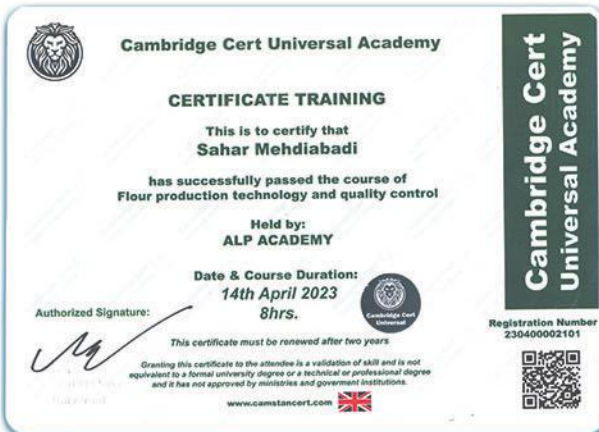 Cambridge Cert Universal Academy
CERTIFICATE TRAINING
This is to certify that
Sahar Mehdiabadi
has successfully passed the course of
Flour production technology and quality control
Held by:
ALP ACADEMY
Date & Course Duration:
14th April 2023
8hrs.
Authorized Signature:
Cambridge Cert
Universal
This certificate must be renewed after two years
Granting this certificate to the attendee is a validation of skill and is not
equivalent to a formal university degree or a technical or professional degree
and it has not approved by ministries and goverment institutions.
www.camstancert.com
Cambridge Cert
Universal Academy
Registration Number
230400002101